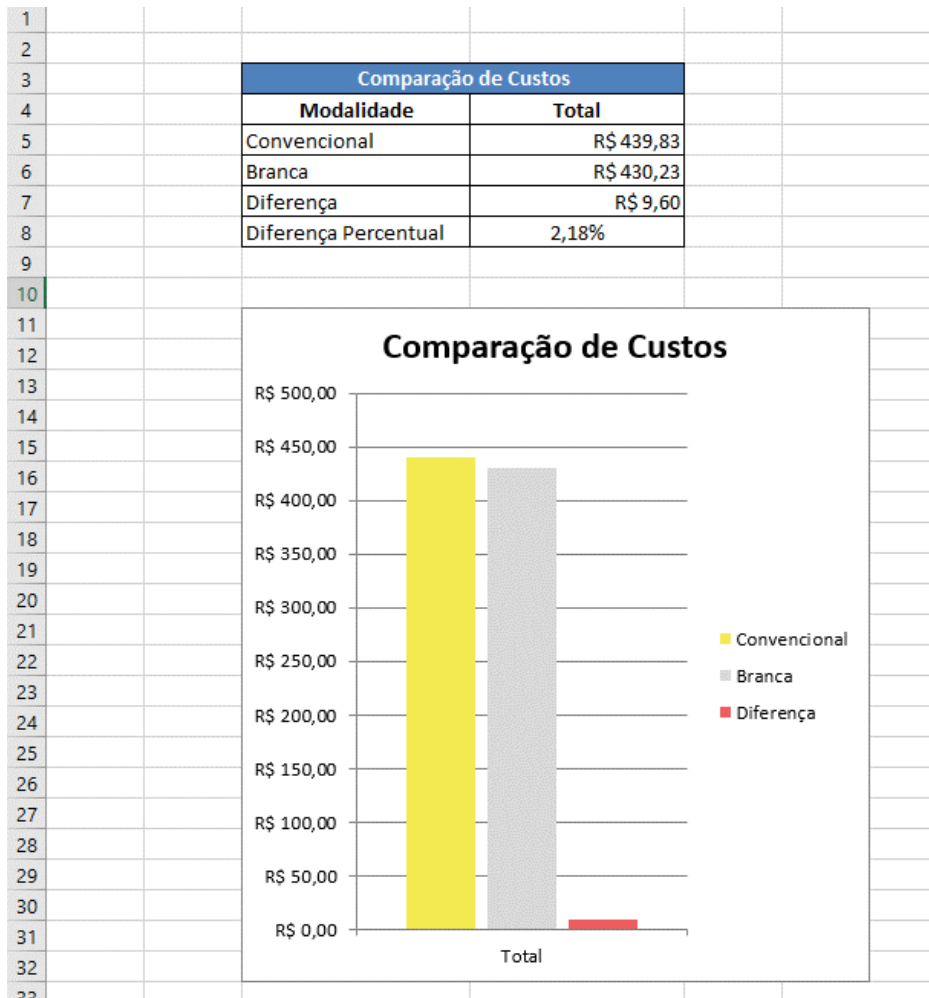 1
2
3 Comparação de Custos
4 Modalidade Total
5 Convencional R$ 439,83
6 Branca R$ 430,23
7 Diferença R$ 9,60
8 Diferença Percentual 2,18%
9
10
11
12 Comparação de Custos
13 R$ 500,00
14
15 R$ 450,00
16
17 R$ 400,00
18
19 R$ 350,00
20 R$ 300,00
21 Convencional
22 R$ 250,00 Branca
23 Diferença
24 R$ 200,00
25 R$ 150,00
26
27 R$ 100,00
28
29 R$ 50,00
30
31 R$ 0,00
32 Total
33